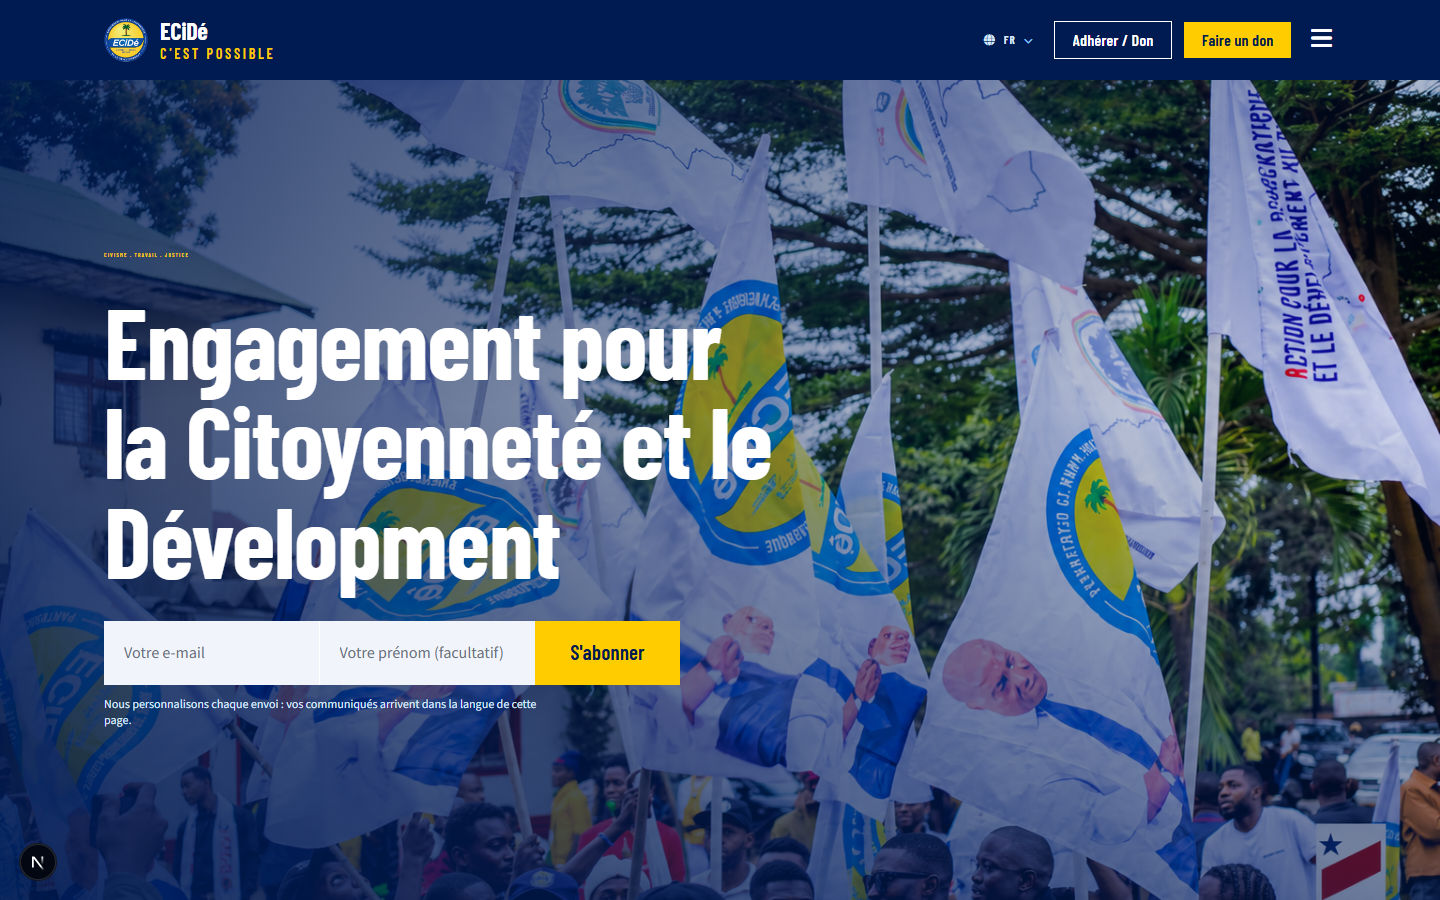 ECiDé
C'EST POSSIBLE
FR
Adhérer / Don
Faire un don
CIVISME . TRAVAIL . JUSTICE
Engagement pour
la Citoyenneté et le
Dévelopment
Votre e-mail
Votre prénom (facultatif)
S'abonner
Nous personnalisons chaque envoi : vos communiqués arrivent dans la langue de cette
page.
ACTION
LA
ET LE
N